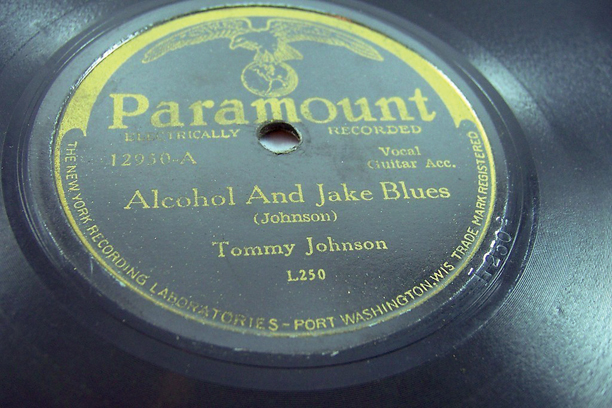 Paramount
ELECTRICALLY RECORDED
12950-A
Vocal
Guitar Acc.
Alcohol And Jake Blues
(Johnson)
Tommy Johnson
L250
THE NEW YORK RECORDING LABORATORIES - PORT WASHINGTON, WIS. TRADE MARK REGISTERED